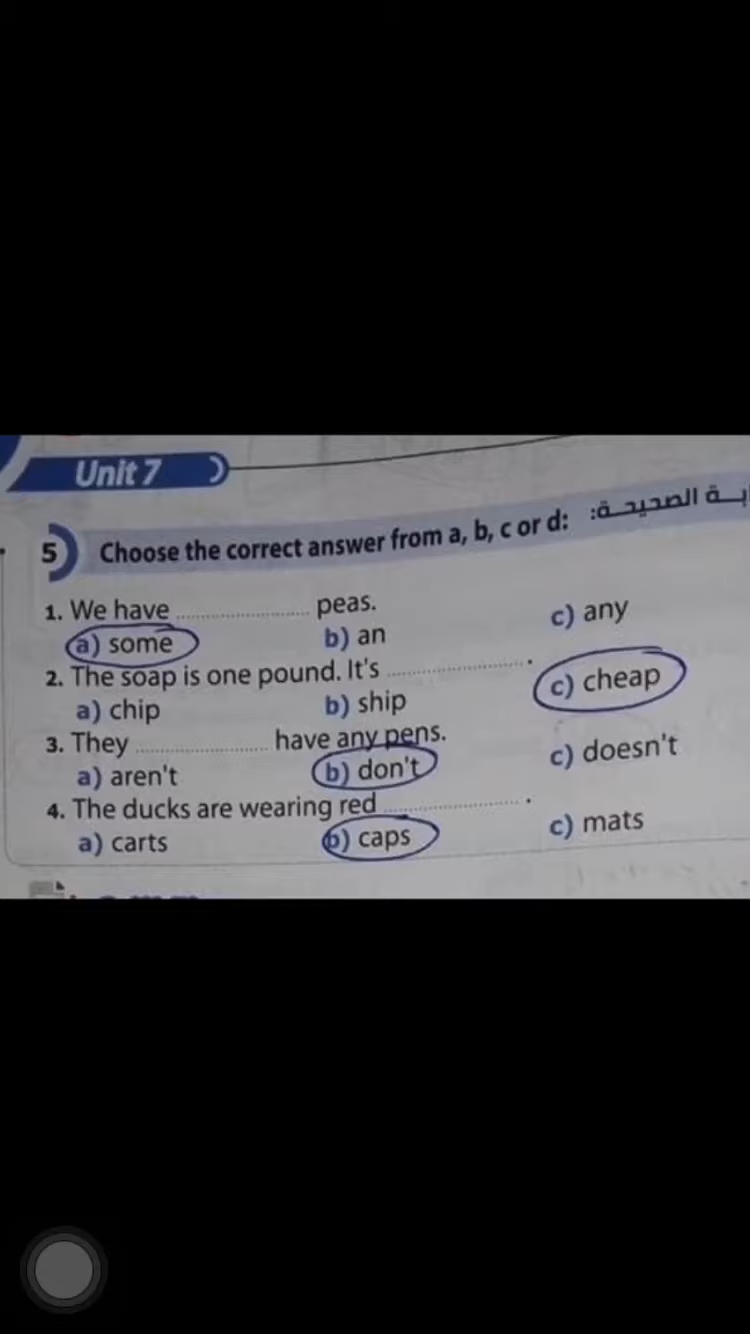 Unit 7
5 Choose the correct answer from a, b, c or d: الصحيحة:
1. We have .................... peas.
a) some b) an c) any
2. The soap is one pound. It's .................... .
a) chip b) ship c) cheap
3. They .................... have any pens.
a) aren't b) don't c) doesn't
4. The ducks are wearing red .................... .
a) carts b) caps c) mats